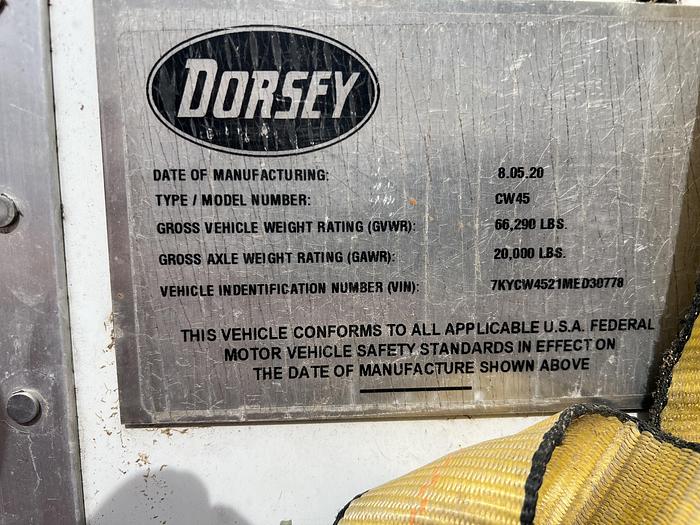 DORSEY
DATE OF MANUFACTURING: 8.05.20
TYPE / MODEL NUMBER: CW45
GROSS VEHICLE WEIGHT RATING (GVWR): 66,290 LBS.
GROSS AXLE WEIGHT RATING (GAWR): 20,000 LBS.
VEHICLE INDENTIFICATION NUMBER (VIN): 7KYCW4521MED30778
THIS VEHICLE CONFORMS TO ALL APPLICABLE U.S.A. FEDERAL
MOTOR VEHICLE SAFETY STANDARDS IN EFFECT ON
THE DATE OF MANUFACTURE SHOWN ABOVE